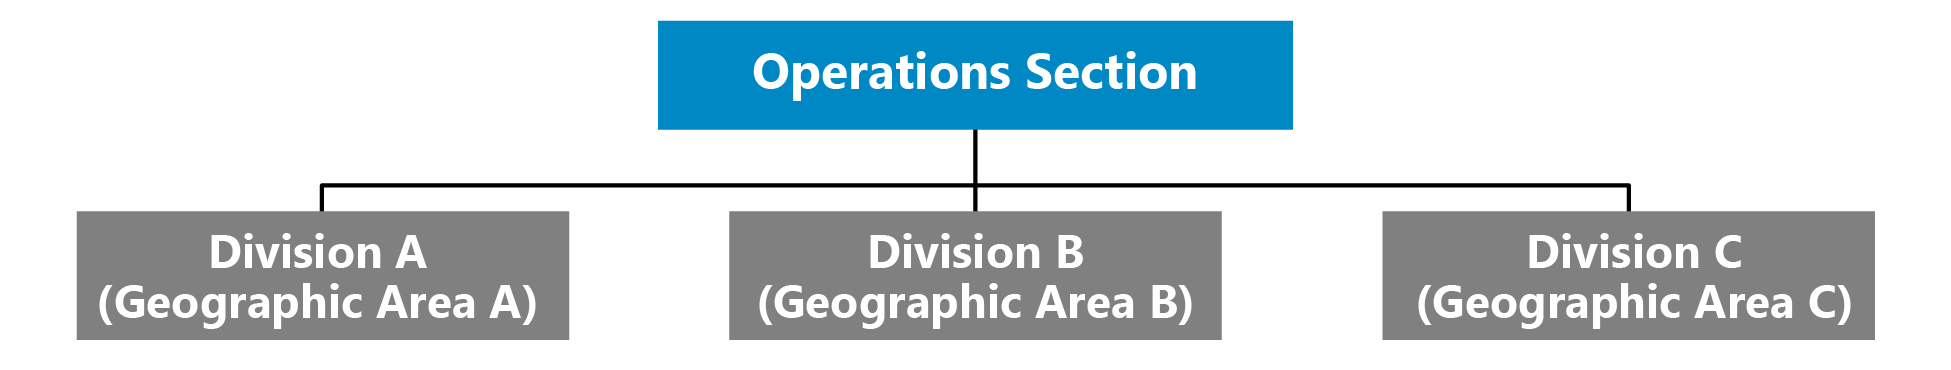 Operations Section
Division A
(Geographic Area A)
Division B
(Geographic Area B)
Division C
(Geographic Area C)